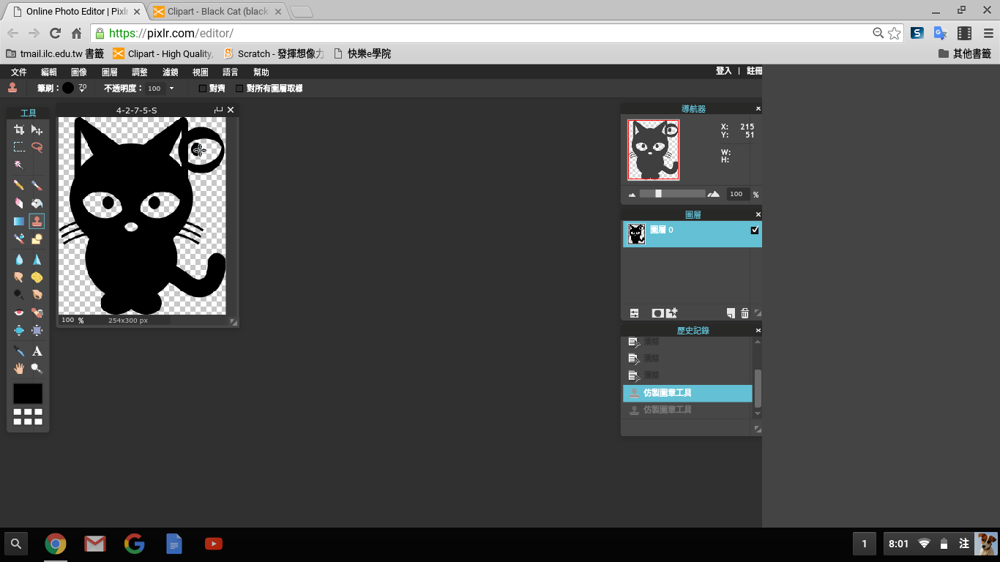 Online Photo Editor | Pixlr
Clipart - Black Cat (black
https://pixlr.com/editor/
tmail.ilc.edu.tw 書籤
Clipart - High Quality,
Scratch - 發揮想像力
快樂e學院
其他書籤
文件 編輯 圖像 圖層 調整 濾鏡 視圖 語言 幫助
登入 | 註冊
筆刷: 70 不透明度: 100 對齊 對所有圖層取樣
工具
4-2-7-5-S
100 % 254x300 px
導航器
X: 215
Y: 51
W:
H:
100 %
圖層
圖層 0
歷史記錄
清除
清除
清除
仿製圖章工具
仿製圖章工具
1
8:01
注